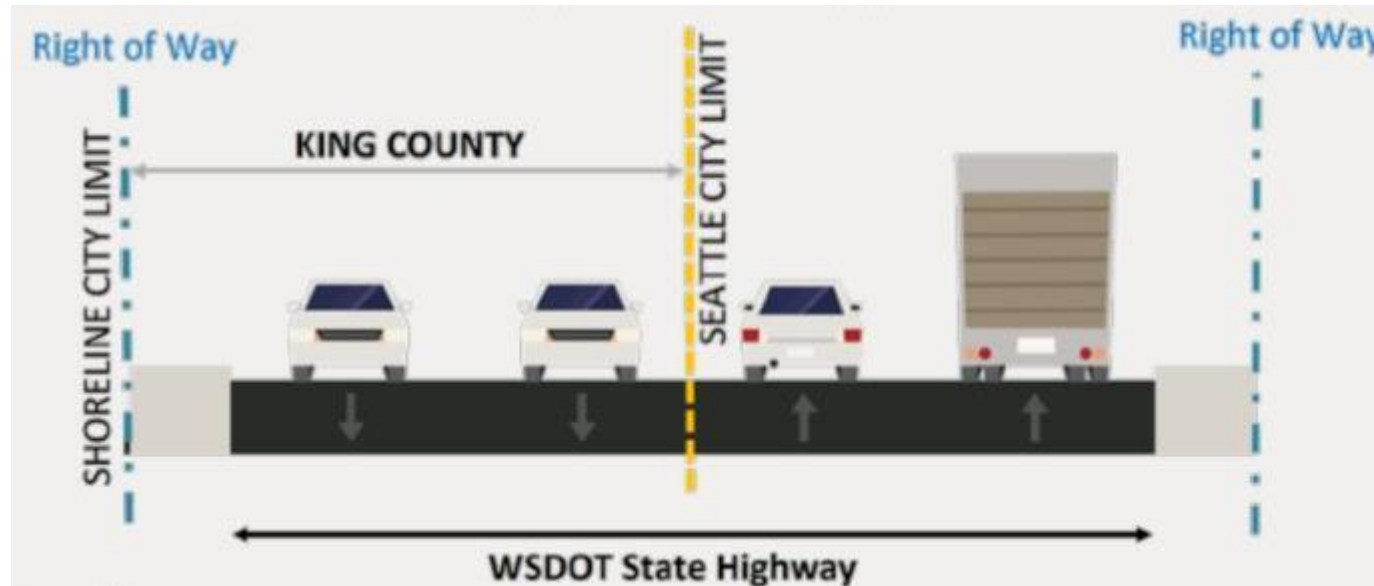 Right of Way
Right of Way
KING COUNTY
SHORELINE CITY LIMIT
SEATTLE CITY LIMIT
WSDOT State Highway